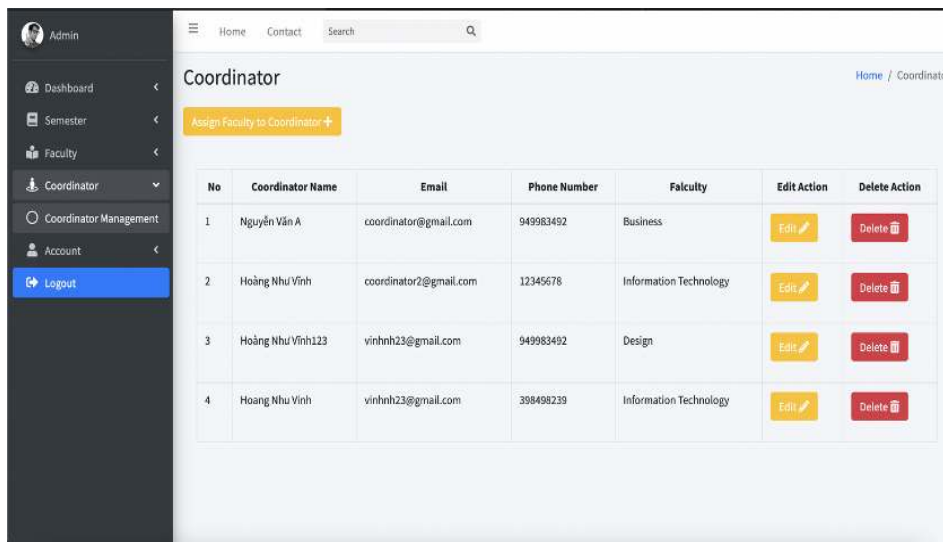 Admin
Home Contact Search
Coordinator
Home / Coordinat
Dashboard
Assign Faculty to Coordinator +
Semester
Faculty
Coordinator
Coordinator Management
Account
Logout
No Coordinator Name Email Phone Number Falculty Edit Action Delete Action
1 Nguyễn Văn A coordinator@gmail.com 949983492 Business Edit Delete
2 Hoàng Như Vĩnh coordinator2@gmail.com 12345678 Information Technology Edit Delete
3 Hoàng Như Vĩnh123 vinhnh23@gmail.com 949983492 Design Edit Delete
4 Hoang Nhu Vinh vinhnh23@gmail.com 398498239 Information Technology Edit Delete